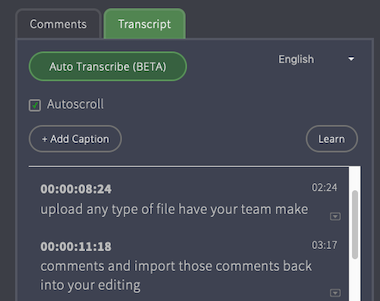 Comments Transcript
Auto Transcribe (BETA) English
Autoscroll
+ Add Caption Learn
00:00:08:24 02:24
upload any type of file have your team make
00:00:11:18 03:17
comments and import those comments back
into your editing